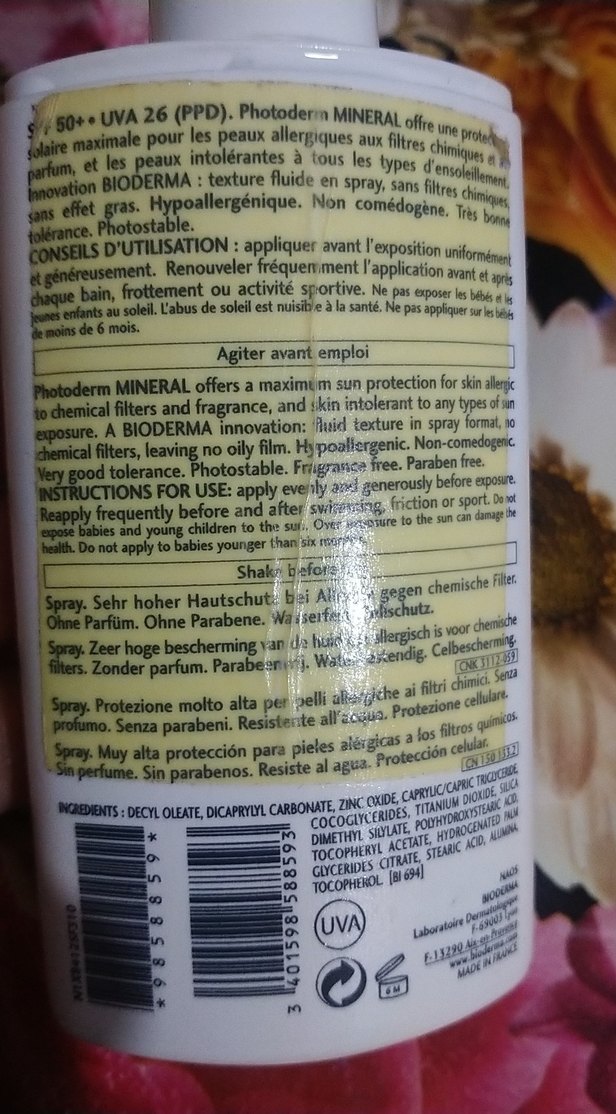 50+ • UVA 26 (PPD). Photoderm MINERAL offre une
solaire maximale pour les peaux allergiques aux filtres chimiques et
parfum, et les peaux intolérantes à tous les types d'ensoleillement.
Innovation BIODERMA : texture fluide en spray, sans filtres chimiques,
sans effet gras. Hypoallergénique. Non comédogène. Très bonne
tolérance. Photostable.
CONSEILS D'UTILISATION : appliquer avant l'exposition uniformément
et généreusement. Renouveler fréquemment l'application avant et après
chaque bain, frottement ou activité sportive. Ne pas exposer les bébés et les
jeunes enfants au soleil. L'abus de soleil est nuisible à la santé. Ne pas appliquer sur les bébés
de moins de 6 mois.
Agiter avant emploi
Photoderm MINERAL offers a maximum sun protection for skin allergic
to chemical filters and fragrance, and skin intolerant to any types of sun
exposure. A BIODERMA innovation: fluid texture in spray format, no
chemical filters, leaving no oily film. Hypoallergenic. Non-comedogenic.
Very good tolerance. Photostable. Fragrance free. Paraben free.
INSTRUCTIONS FOR USE: apply evenly and generously before exposure.
Reapply frequently before and after swimming, friction or sport. Do not
expose babies and young children to the sun. Over exposure to the sun can damage the
health. Do not apply to babies younger than six months.
Shake before
Spray. Sehr hoher Hautschutz bei gegen chemische Filter.
Ohne Parfüm. Ohne Parabene.
Spray. Zeer hoge bescherming van de huid allergisch is voor chemische
filters. Zonder parfum. Celbescherming.
CNK 3112-059
Spray. Protezione molto alta per pelli allergiche ai filtri chimici. Senza
profumo. Senza parabeni. Resistente all'acqua. Protezione cellulare.
Spray. Muy alta protección para pieles alérgicas a los filtros químicos.
Sin perfume. Sin parabenos. Resiste al agua. Protección celular.
CN 150 133.2
INGREDIENTS : DECYL OLEATE, DICAPRYLYL CARBONATE, ZINC OXIDE, CAPRYLIC/CAPRIC TRIGLYCERIDE,
COCOGLYCERIDES, TITANIUM DIOXIDE, SILICA
DIMETHYL SILYLATE, POLYHYDROXYSTEARIC ACID,
TOCOPHERYL ACETATE, HYDROGENATED PALM
GLYCERIDES CITRATE, STEARIC ACID, ALUMINA,
TOCOPHEROL. [BI 694]
*9858859*
3 401598 588593
UVA
6 M
NAOS
BIODERMA
Laboratoire Dermatologique
F-69003 Lyon
F-13290 Aix-en-Provence
www.bioderma.com
MADE IN FRANCE